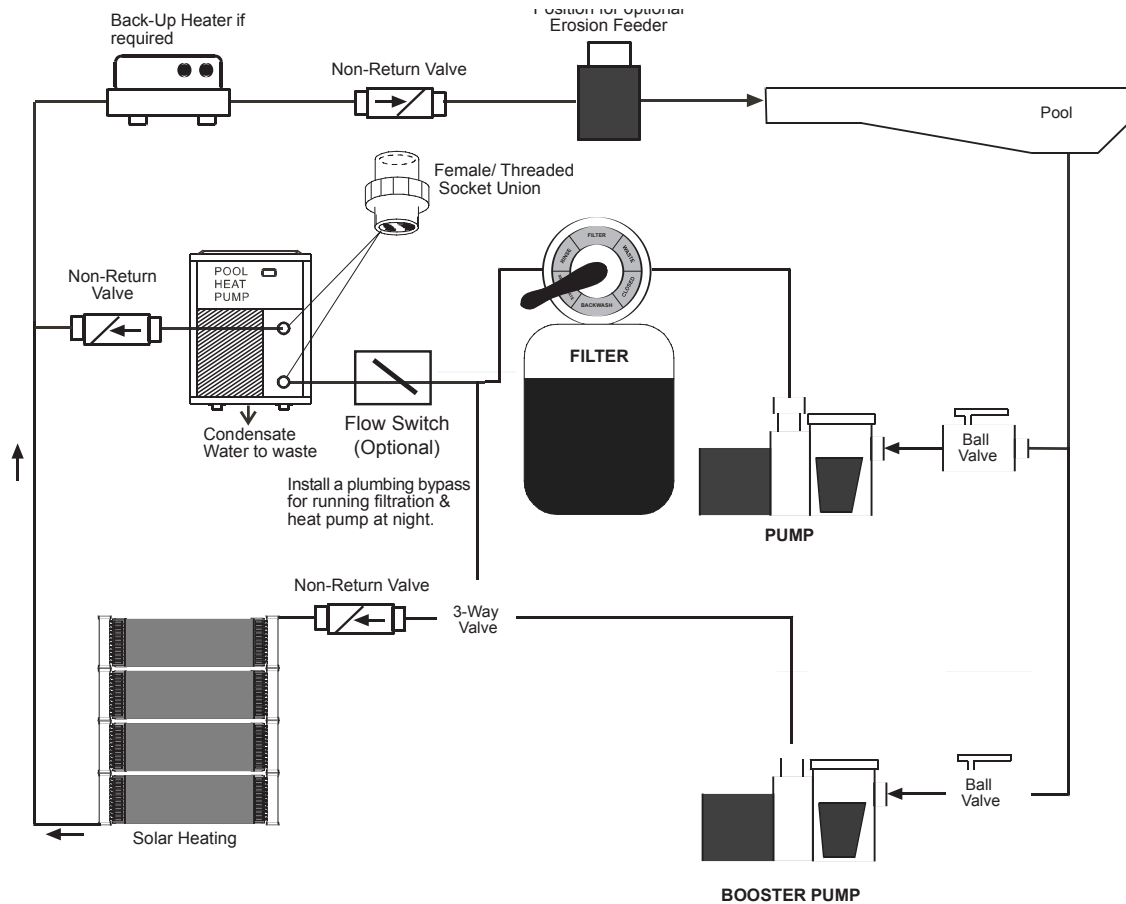 Position for optional
Erosion Feeder
Back-Up Heater if
required
Non-Return Valve
Pool
Female/ Threaded
Socket Union
Non-Return
Valve
POOL
HEAT
PUMP
FILTER
WASTE
CLOSED
BACKWASH
RINSE
FILTER
Flow Switch
(Optional)
Condensate
Water to waste
Ball
Valve
Install a plumbing bypass
for running filtration &
heat pump at night.
PUMP
Non-Return Valve
3-Way
Valve
Ball
Valve
Solar Heating
BOOSTER PUMP